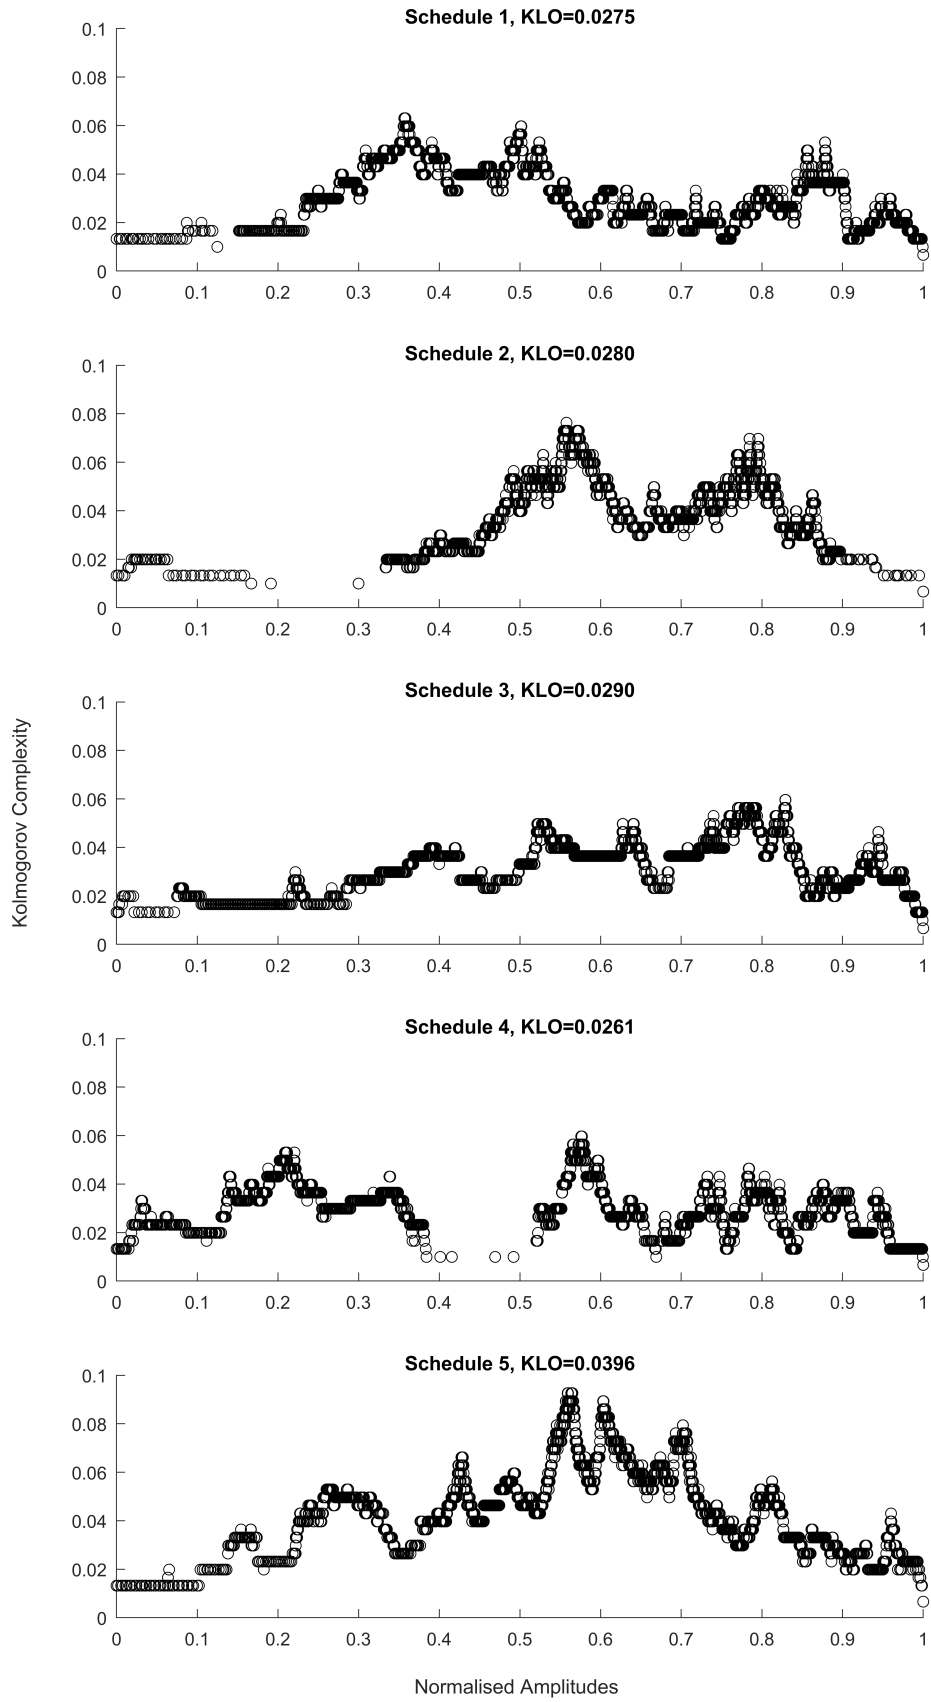 Schedule 1, KLO=0.0275
0.1
0.08
0.06
0.04
0.02
0
0 0.1 0.2 0.3 0.4 0.5 0.6 0.7 0.8 0.9 1
Schedule 2, KLO=0.0280
0.1
0.08
0.06
0.04
0.02
0
0 0.1 0.2 0.3 0.4 0.5 0.6 0.7 0.8 0.9 1
Kolmogorov Complexity
Schedule 3, KLO=0.0290
0.1
0.08
0.06
0.04
0.02
0
0 0.1 0.2 0.3 0.4 0.5 0.6 0.7 0.8 0.9 1
Schedule 4, KLO=0.0261
0.1
0.08
0.06
0.04
0.02
0
0 0.1 0.2 0.3 0.4 0.5 0.6 0.7 0.8 0.9 1
Schedule 5, KLO=0.0396
0.1
0.08
0.06
0.04
0.02
0
0 0.1 0.2 0.3 0.4 0.5 0.6 0.7 0.8 0.9 1
Normalised Amplitudes